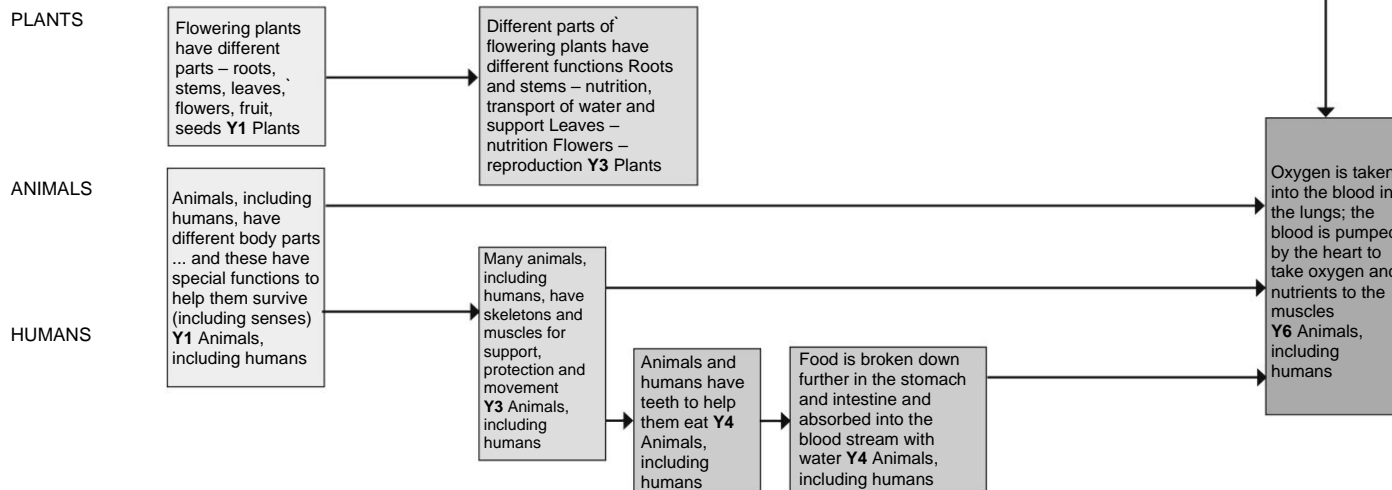 PLANTS
Flowering plants
have different
parts – roots,
stems, leaves,`
flowers, fruit,
seeds Y1 Plants
Different parts of`
flowering plants have
different functions Roots
and stems – nutrition,
transport of water and
support Leaves –
nutrition Flowers –
reproduction Y3 Plants
ANIMALS
Animals, including
humans, have
different body parts
... and these have
special functions to
help them survive
(including senses)
Y1 Animals,
including humans
HUMANS
Many animals,
including
humans, have
skeletons and
muscles for
support,
protection and
movement
Y3 Animals,
including
humans
Animals and
humans have
teeth to help
them eat Y4
Animals,
including
humans
Food is broken down
further in the stomach
and intestine and
absorbed into the
blood stream with
water Y4 Animals,
including humans
Oxygen is taken
into the blood in
the lungs; the
blood is pumped
by the heart to
take oxygen and
nutrients to the
muscles
Y6 Animals,
including
humans